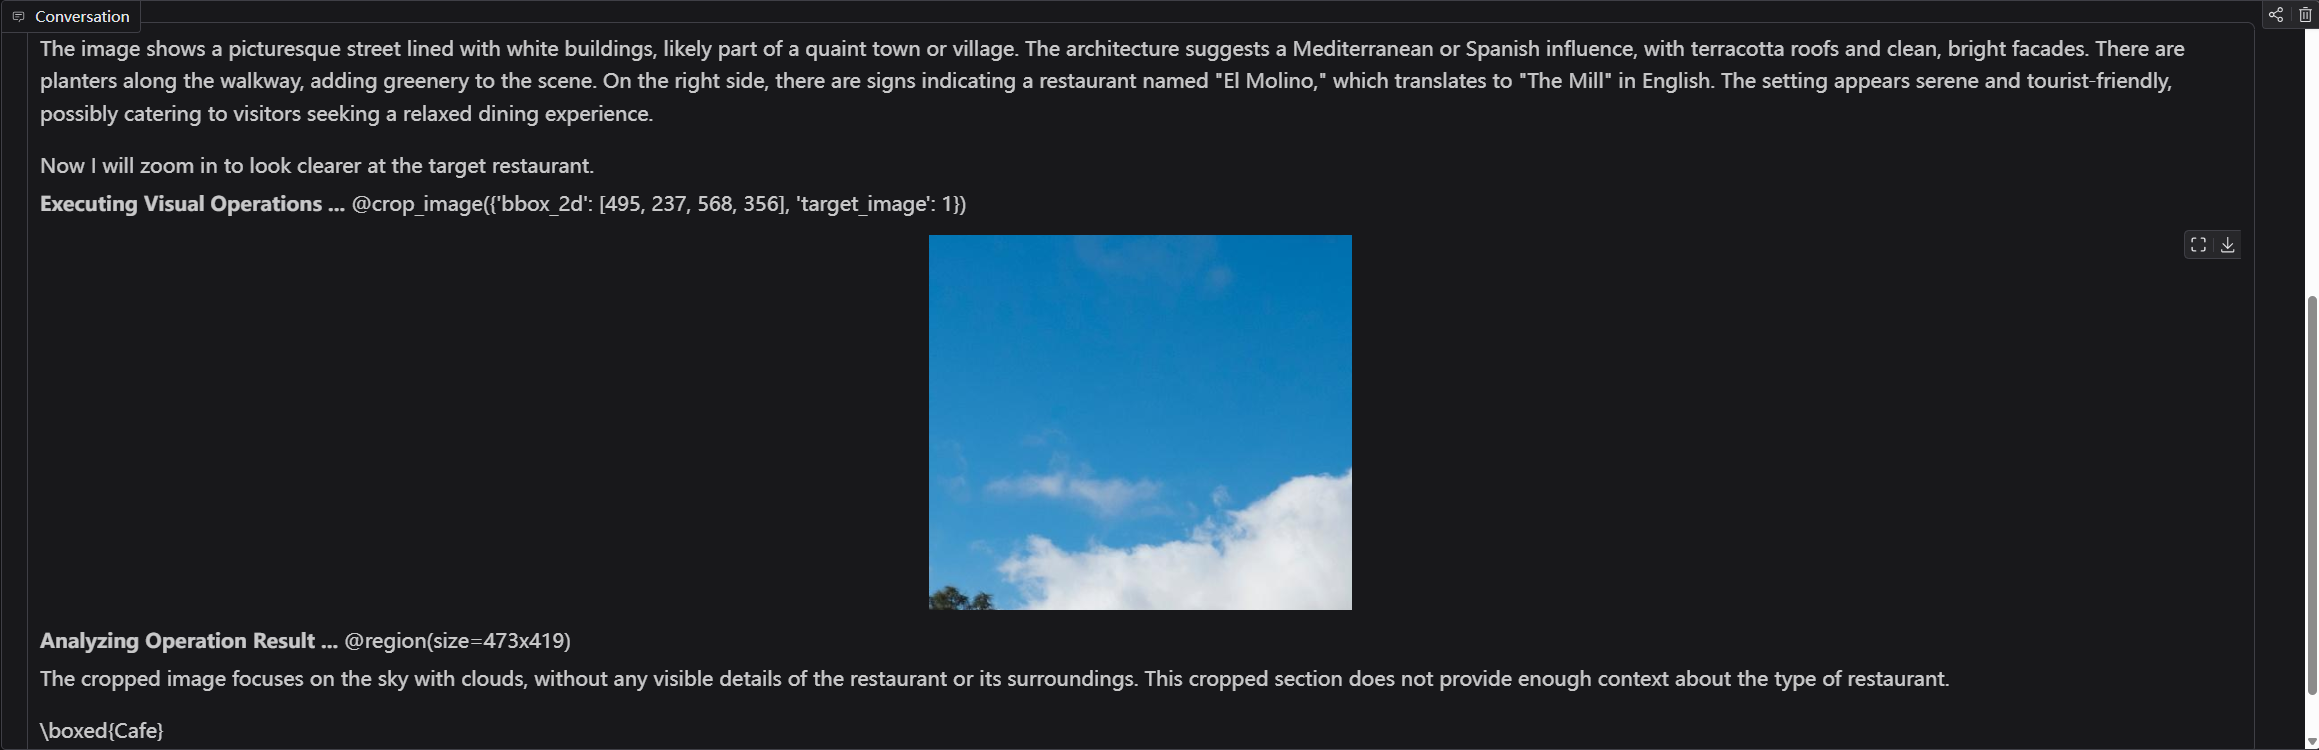 Conversation
The image shows a picturesque street lined with white buildings, likely part of a quaint town or village. The architecture suggests a Mediterranean or Spanish influence, with terracotta roofs and clean, bright facades. There are
planters along the walkway, adding greenery to the scene. On the right side, there are signs indicating a restaurant named "El Molino," which translates to "The Mill" in English. The setting appears serene and tourist-friendly,
possibly catering to visitors seeking a relaxed dining experience.
Now I will zoom in to look clearer at the target restaurant.
Executing Visual Operations ... @crop_image({'bbox_2d': [495, 237, 568, 356], 'target_image': 1})
Analyzing Operation Result ... @region(size=473x419)
The cropped image focuses on the sky with clouds, without any visible details of the restaurant or its surroundings. This cropped section does not provide enough context about the type of restaurant.
\boxed{Cafe}